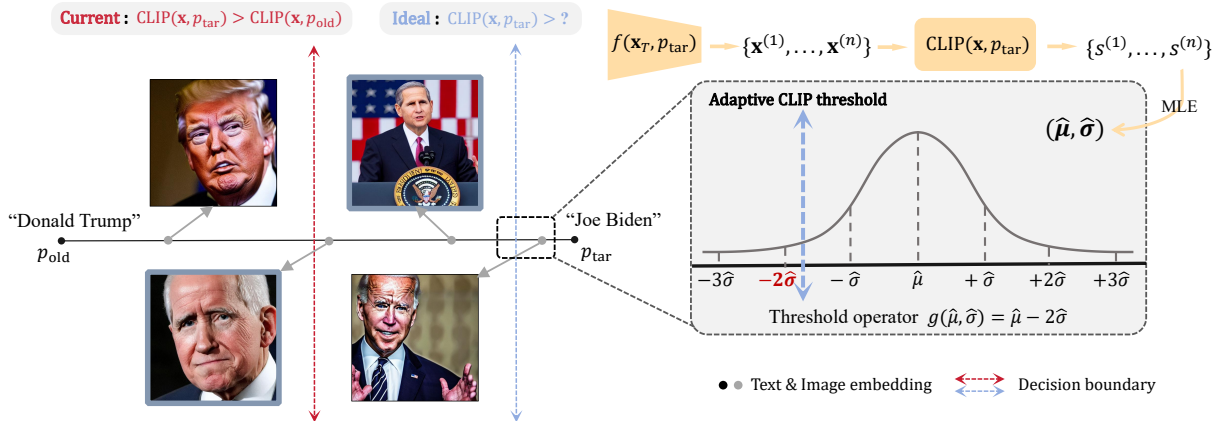 Current : CLIP(x, p_tar) > CLIP(x, p_old)
Ideal : CLIP(x, p_tar) > ?
"Donald Trump"
p_old
"Joe Biden"
p_tar
f(x_T, p_tar)
{x^(1), ..., x^(n)}
CLIP(x, p_tar)
{s^(1), ..., s^(n)}
MLE
Adaptive CLIP threshold
(μ̂, σ̂)
−3σ̂ −2σ̂ − σ̂ μ̂ + σ̂ +2σ̂ +3σ̂
Threshold operator g(μ̂, σ̂) = μ̂ − 2σ̂
Text & Image embedding
Decision boundary